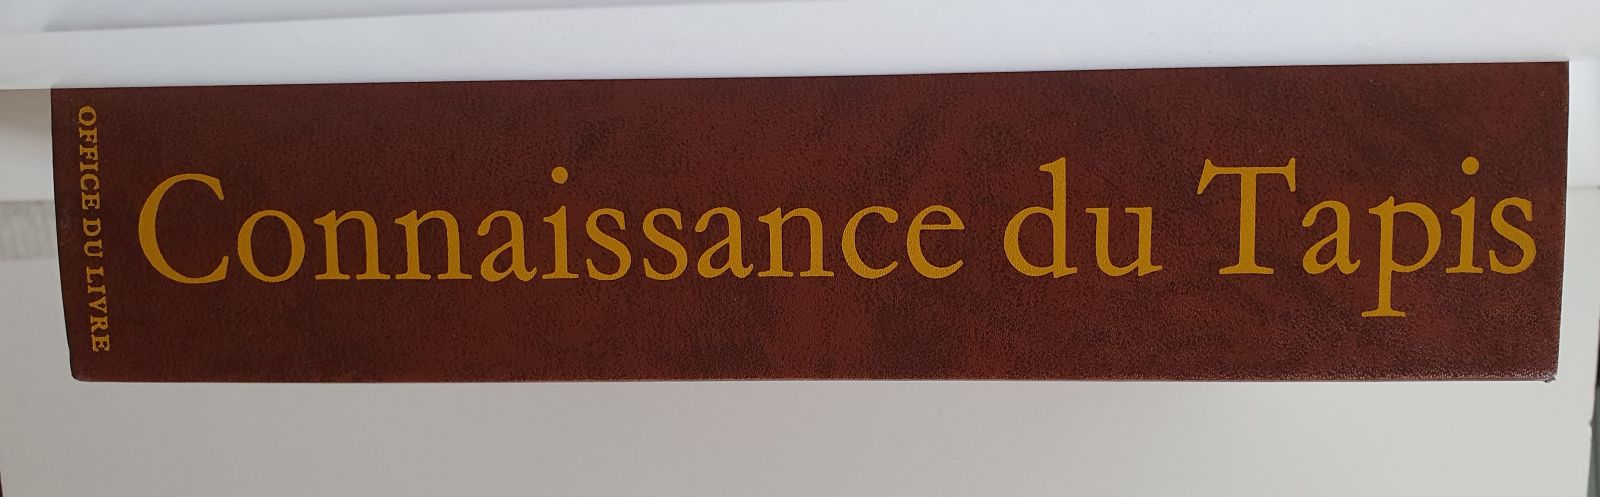 Connaissance du Tapis
OFFICE DU LIVRE